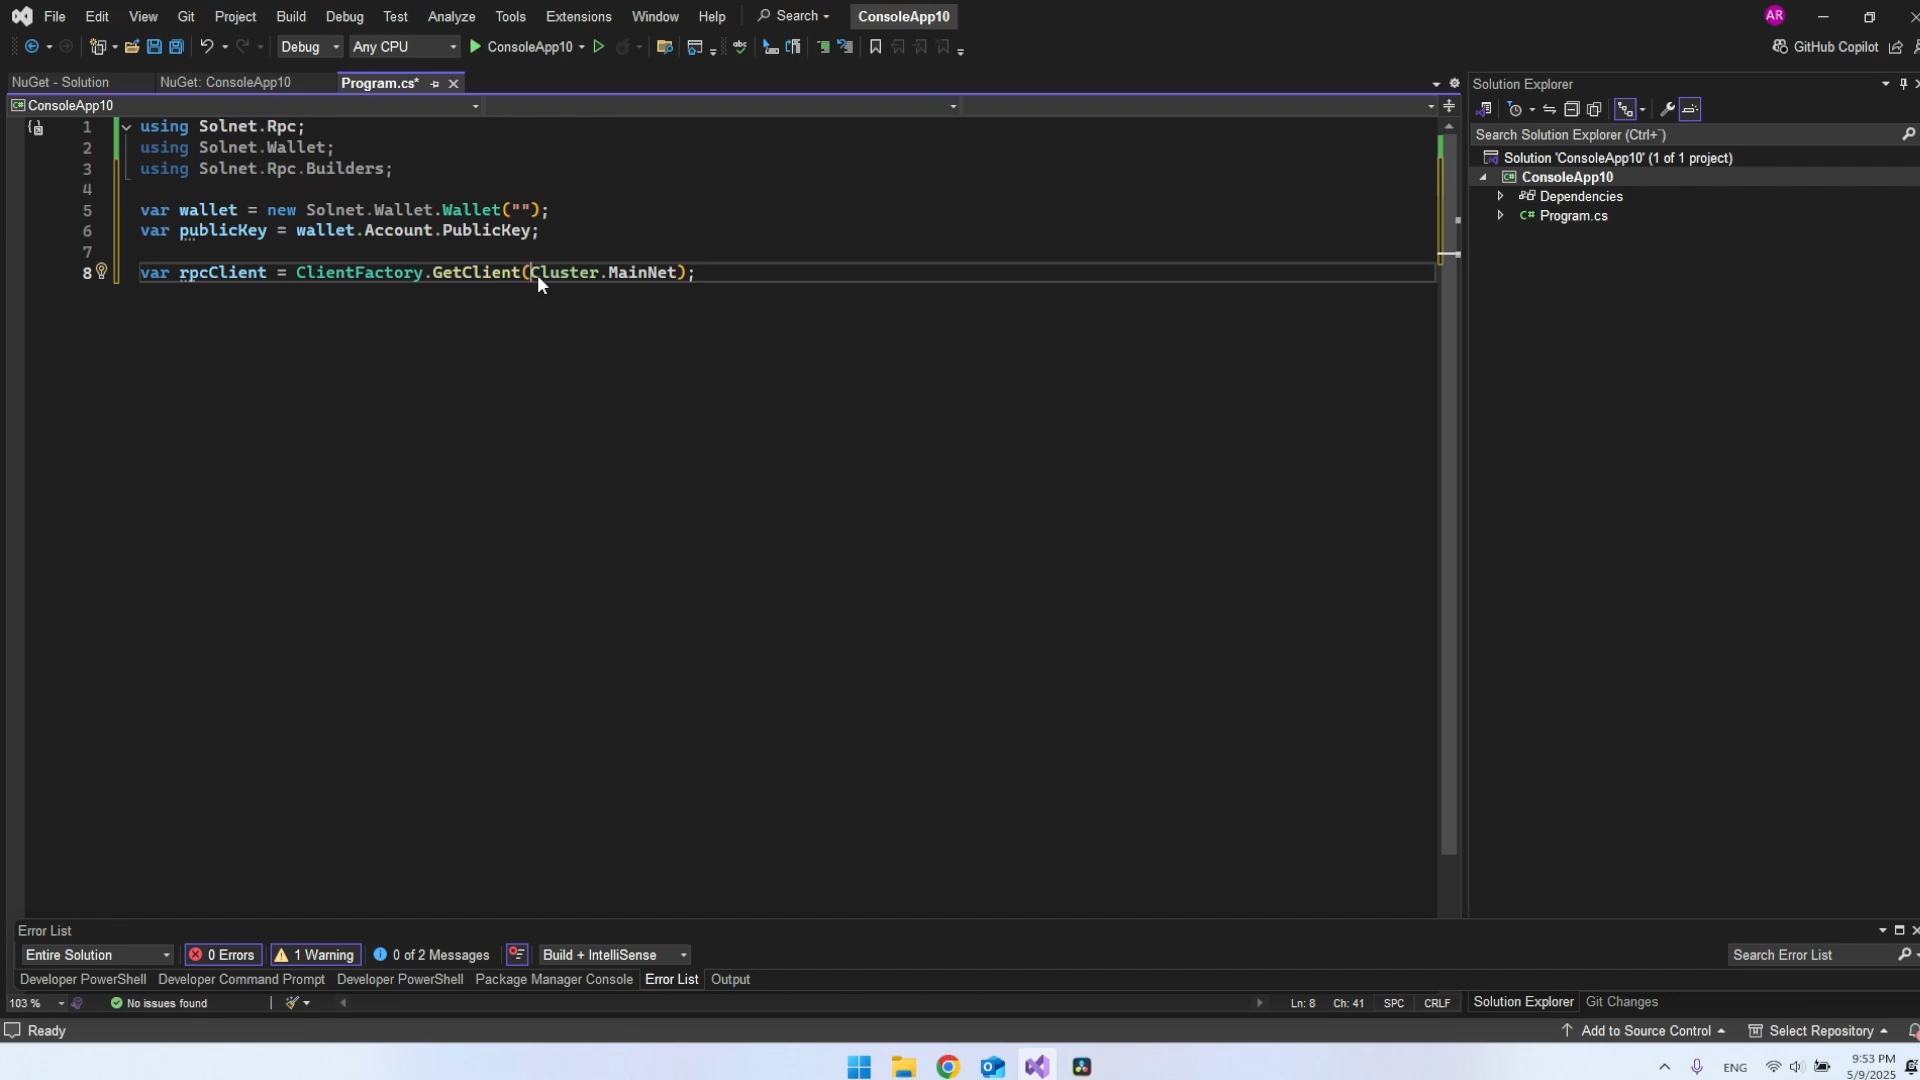 File Edit View Git Project Build Debug Test Analyze Tools Extensions Window Help Search ConsoleApp10 AR
Debug Any CPU ConsoleApp10 GitHub Copilot
NuGet - Solution NuGet: ConsoleApp10 Program.cs*
ConsoleApp10
1 using Solnet.Rpc;
2 using Solnet.Wallet;
3 using Solnet.Rpc.Builders;
4
5 var wallet = new Solnet.Wallet.Wallet("");
6 var publicKey = wallet.Account.PublicKey;
7
8 var rpcClient = ClientFactory.GetClient(Cluster.MainNet);
Solution Explorer
Search Solution Explorer (Ctrl+¨)
Solution 'ConsoleApp10' (1 of 1 project)
ConsoleApp10
Dependencies
C# Program.cs
Error List
Entire Solution 0 Errors 1 Warning 0 of 2 Messages Build + IntelliSense Search Error List
Developer PowerShell Developer Command Prompt Developer PowerShell Package Manager Console Error List Output
103 % No issues found Ln: 8 Ch: 41 SPC CRLF Solution Explorer Git Changes
Ready Add to Source Control Select Repository
ENG 9:53 PM
5/9/2025